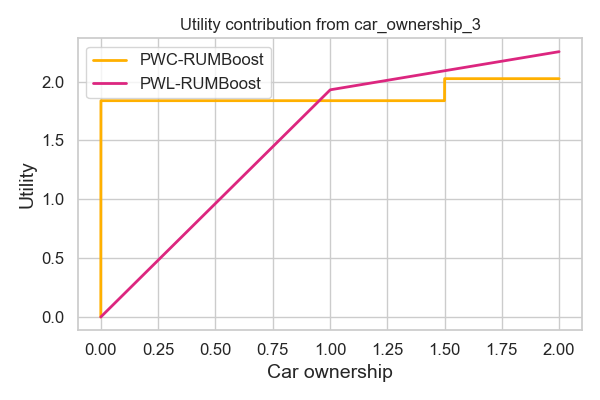 Utility contribution from car_ownership_3
PWC-RUMBoost
PWL-RUMBoost
Utility
2.0
1.5
1.0
0.5
0.0
0.00 0.25 0.50 0.75 1.00 1.25 1.50 1.75 2.00
Car ownership